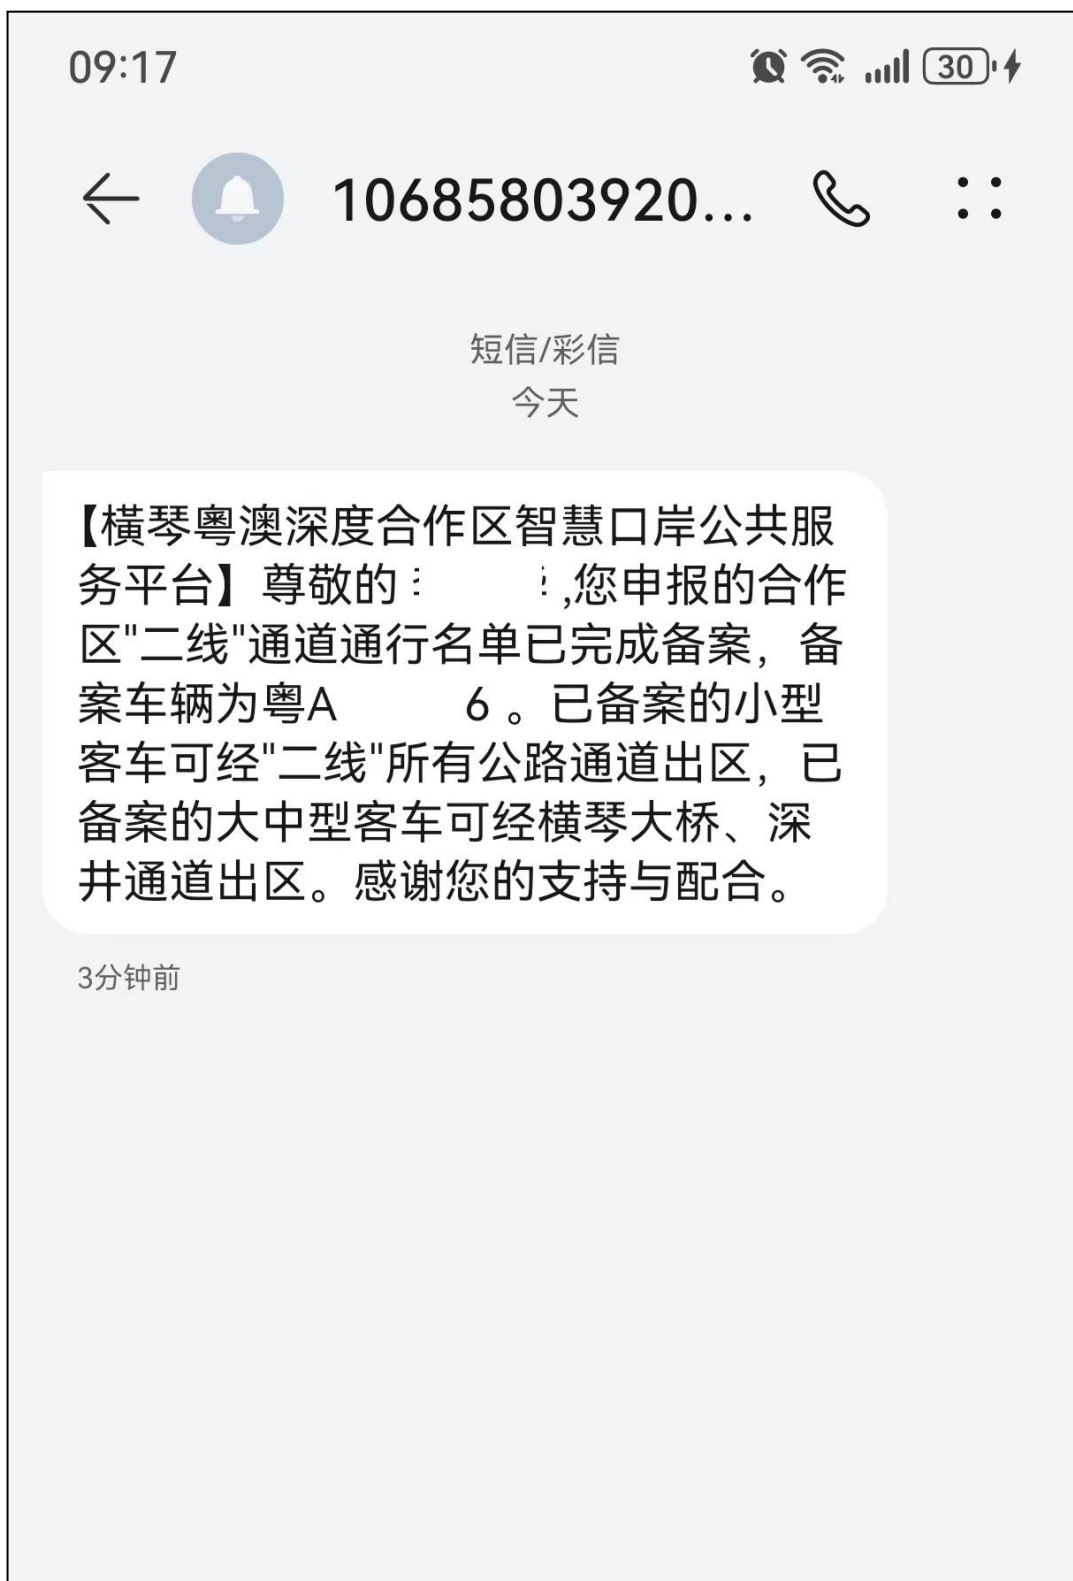 09:17
30
10685803920...
短信/彩信
今天
【橫琴粤澳深度合作区智慧口岸公共服
务平台】尊敬的 ,您申报的合作
区"二线"通道通行名单已完成备案，备
案车辆为粤A 6 。已备案的小型
客车可经"二线"所有公路通道出区，已
备案的大中型客车可经横琴大桥、深
井通道出区。感谢您的支持与配合。
3分钟前